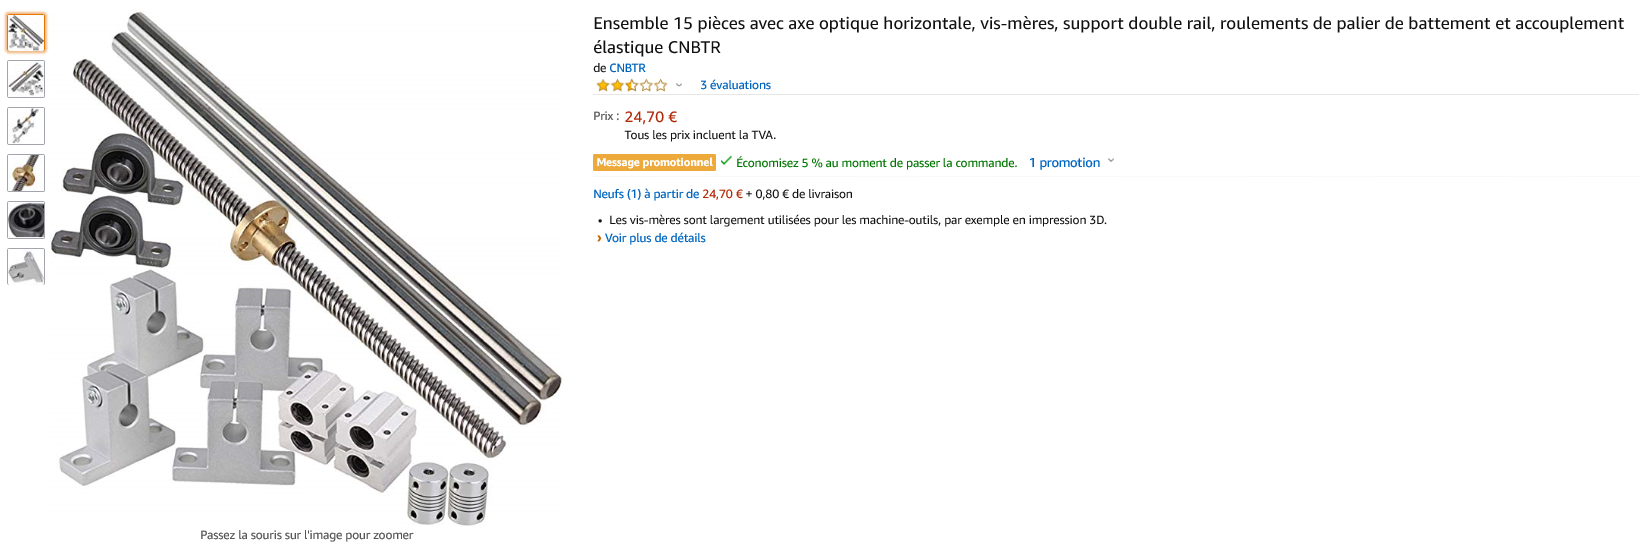 Ensemble 15 pièces avec axe optique horizontale, vis-mères, support double rail, roulements de palier de battement et accouplement
élastique CNBTR
de CNBTR
3 évaluations
Prix : 24,70 €
Tous les prix incluent la TVA.
Message promotionnel Économisez 5 % au moment de passer la commande. 1 promotion
Neufs (1) à partir de 24,70 € + 0,80 € de livraison
• Les vis-mères sont largement utilisées pour les machine-outils, par exemple en impression 3D.
› Voir plus de détails
Passez la souris sur l'image pour zoomer